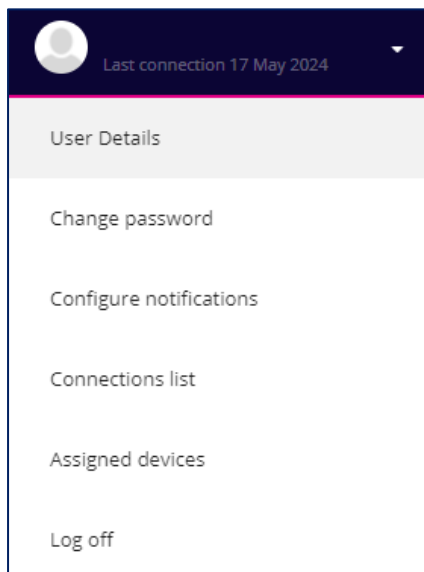 Last connection 17 May 2024
User Details
Change password
Configure notifications
Connections list
Assigned devices
Log off